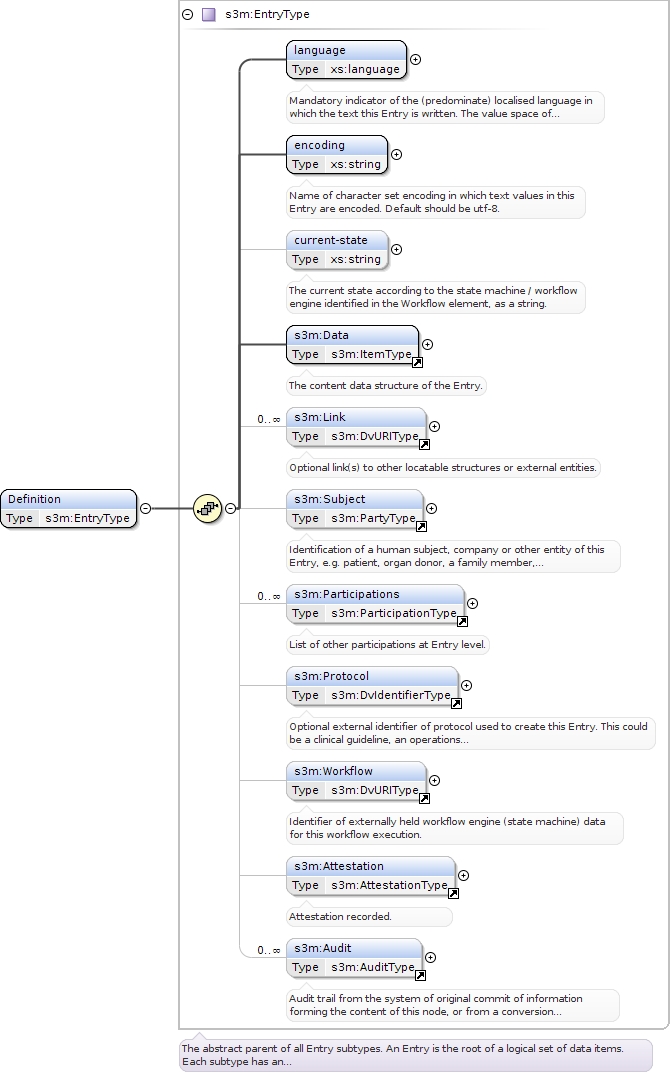 s3m:EntryType
language
Type xs:language
Mandatory indicator of the (predominate) localised language in
which the text this Entry is written. The value space of...
encoding
Type xs:string
Name of character set encoding in which text values in this
Entry are encoded. Default should be utf-8.
current-state
Type xs:string
The current state according to the state machine / workflow
engine identified in the Workflow element, as a string.
s3m:Data
Type s3m:ItemType
The content data structure of the Entry.
0..∞
s3m:Link
Type s3m:DvURIType
Optional link(s) to other locatable structures or external entities.
Definition
Type s3m:EntryType
s3m:Subject
Type s3m:PartyType
Identification of a human subject, company or other entity of this
Entry, e.g. patient, organ donor, a family member,...
0..∞
s3m:Participations
Type s3m:ParticipationType
List of other participations at Entry level.
s3m:Protocol
Type s3m:DvIdentifierType
Optional external identifier of protocol used to create this Entry. This could
be a clinical guideline, an operations...
s3m:Workflow
Type s3m:DvURIType
Identifier of externally held workflow engine (state machine) data
for this workflow execution.
s3m:Attestation
Type s3m:AttestationType
Attestation recorded.
0..∞
s3m:Audit
Type s3m:AuditType
Audit trail from the system of original commit of information
forming the content of this node, or from a conversion...
The abstract parent of all Entry subtypes. An Entry is the root of a logical set of data items.
Each subtype has an...